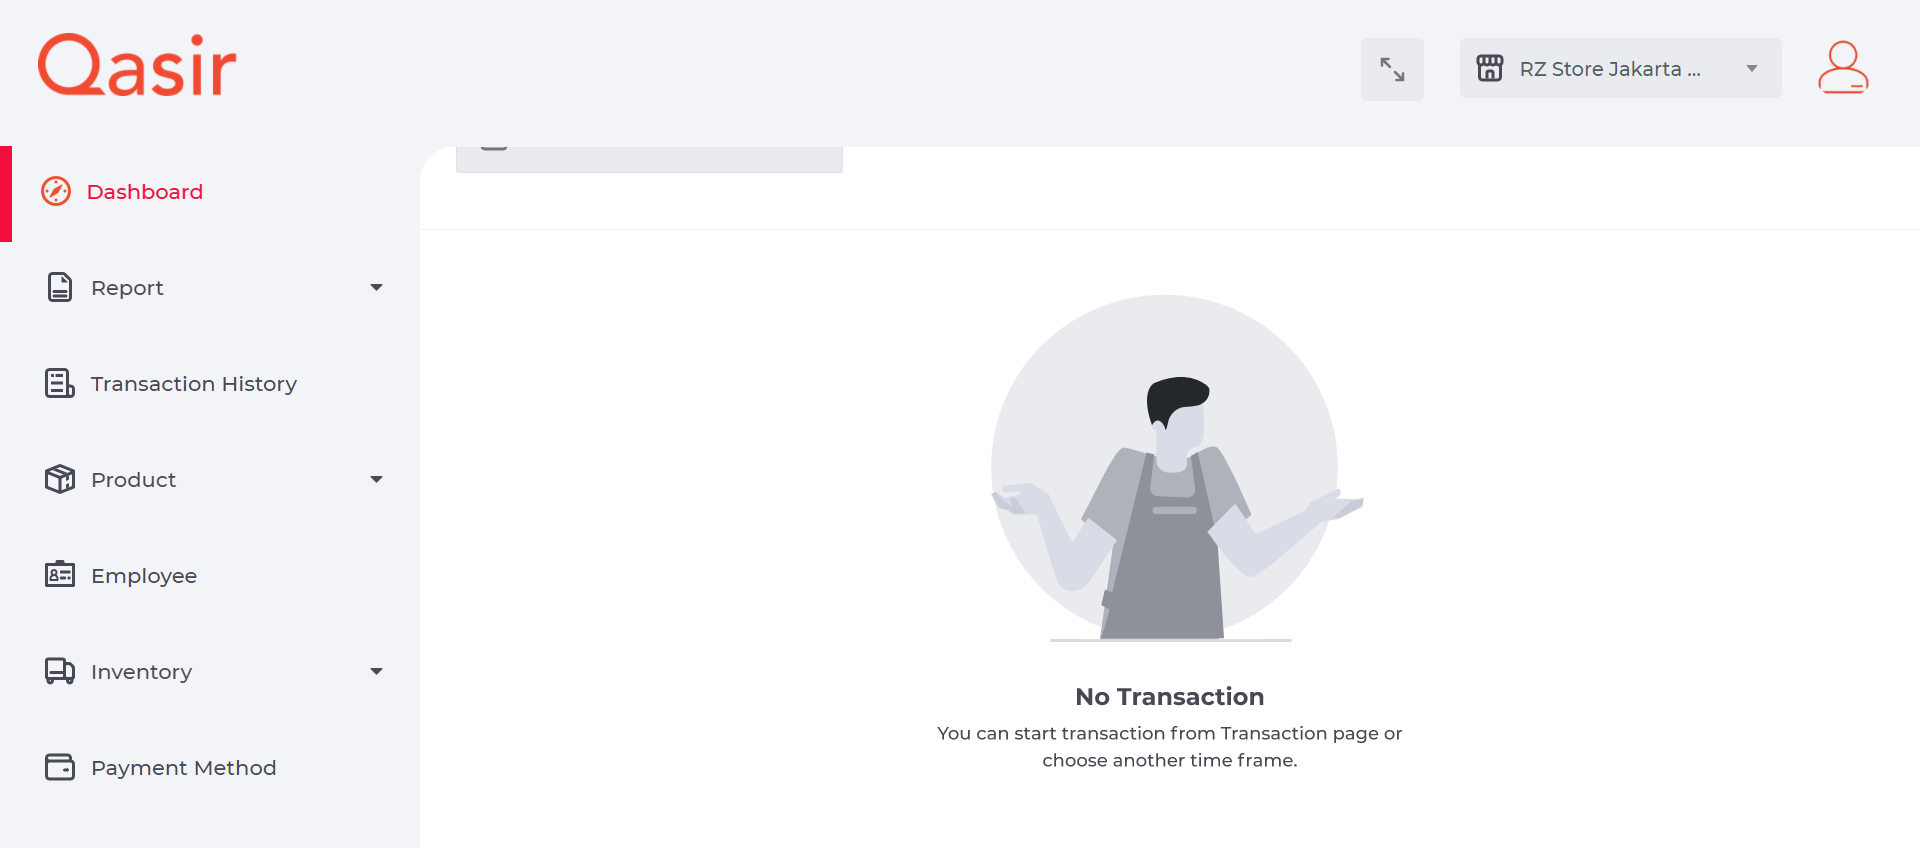 Qasir
RZ Store Jakarta ...
Dashboard
Report
Transaction History
Product
Employee
Inventory
Payment Method
No Transaction
You can start transaction from Transaction page or
choose another time frame.